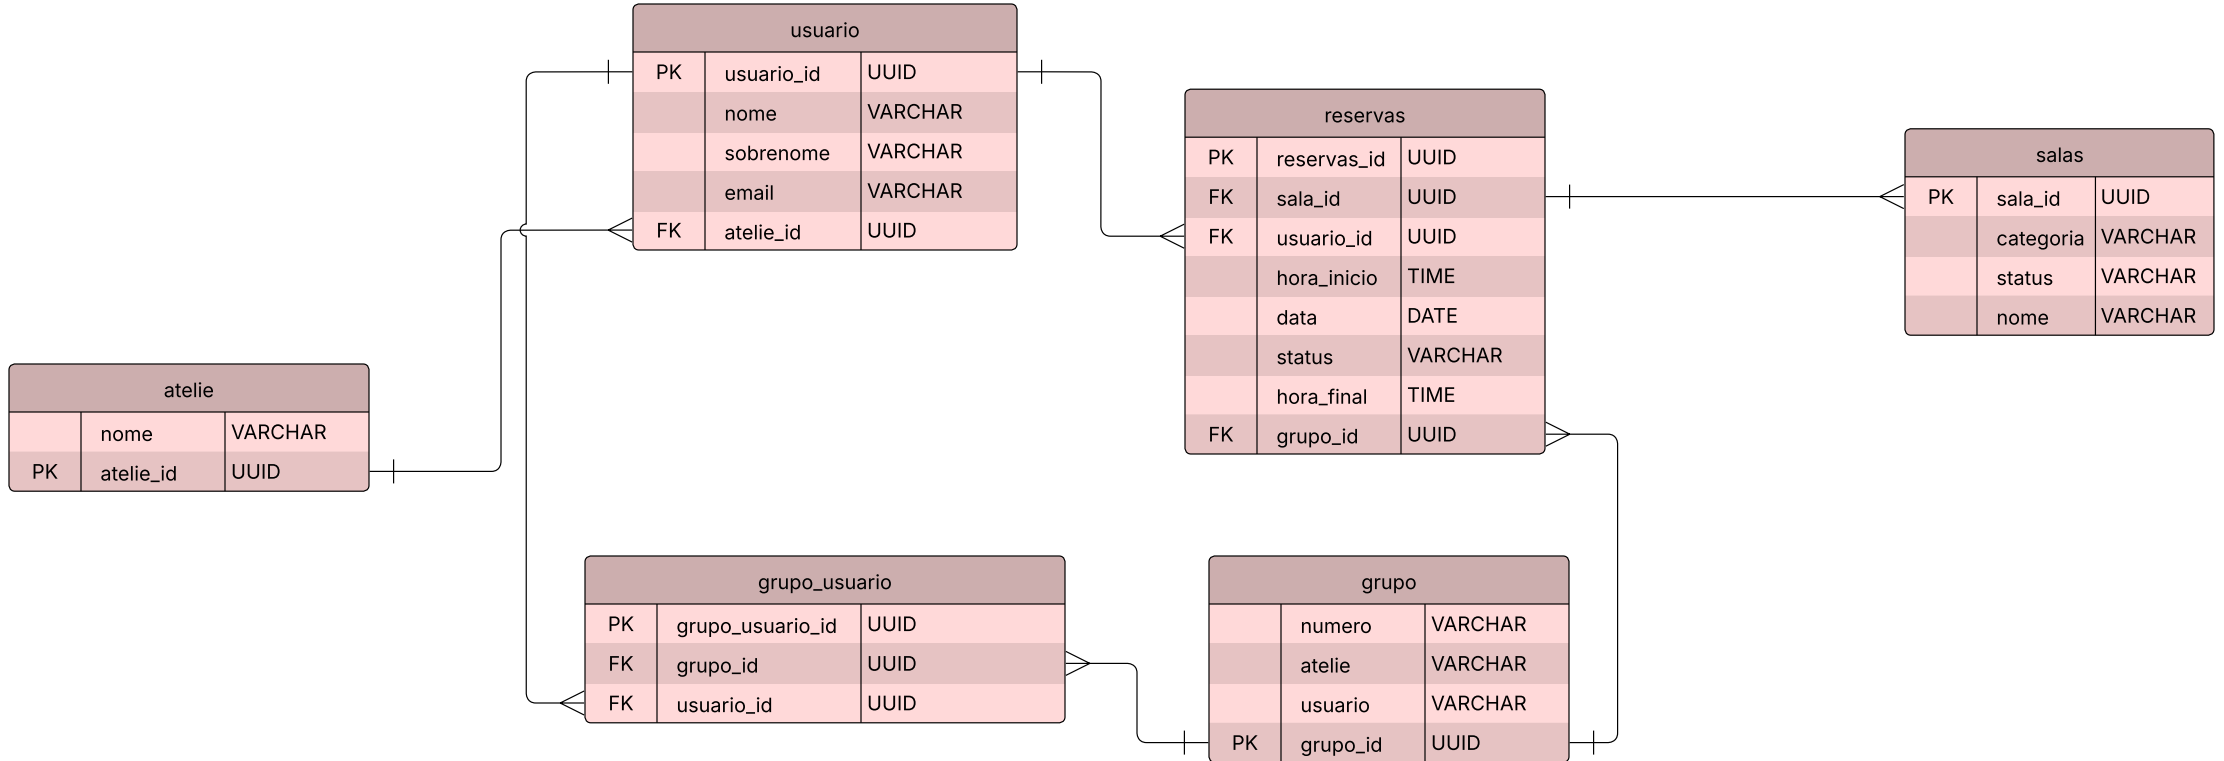 usuario
PK usuario_id UUID
nome VARCHAR
sobrenome VARCHAR
email VARCHAR
FK atelie_id UUID
reservas
PK reservas_id UUID
FK sala_id UUID
FK usuario_id UUID
hora_inicio TIME
data DATE
status VARCHAR
hora_final TIME
FK grupo_id UUID
salas
PK sala_id UUID
categoria VARCHAR
status VARCHAR
nome VARCHAR
atelie
nome VARCHAR
PK atelie_id UUID
grupo_usuario
PK grupo_usuario_id UUID
FK grupo_id UUID
FK usuario_id UUID
grupo
numero VARCHAR
atelie VARCHAR
usuario VARCHAR
PK grupo_id UUID